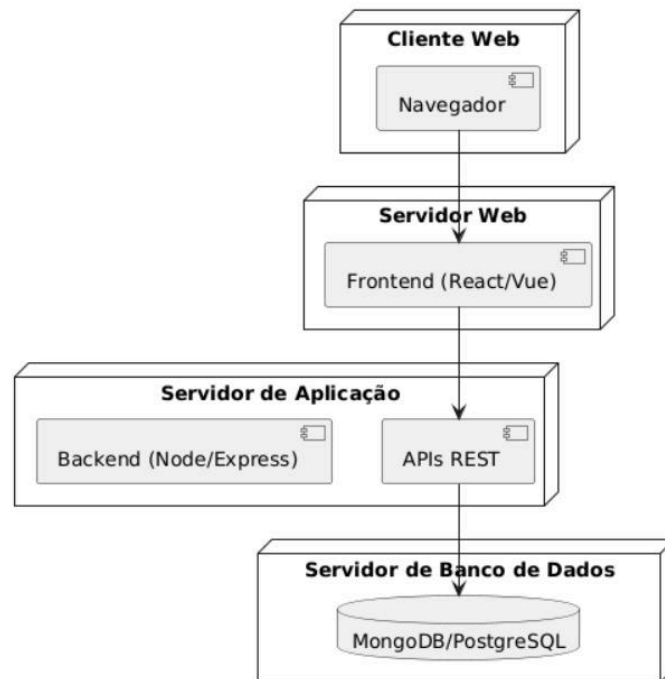 Cliente Web
Navegador
Servidor Web
Frontend (React/Vue)
Servidor de Aplicação
Backend (Node/Express)
APIs REST
Servidor de Banco de Dados
MongoDB/PostgreSQL